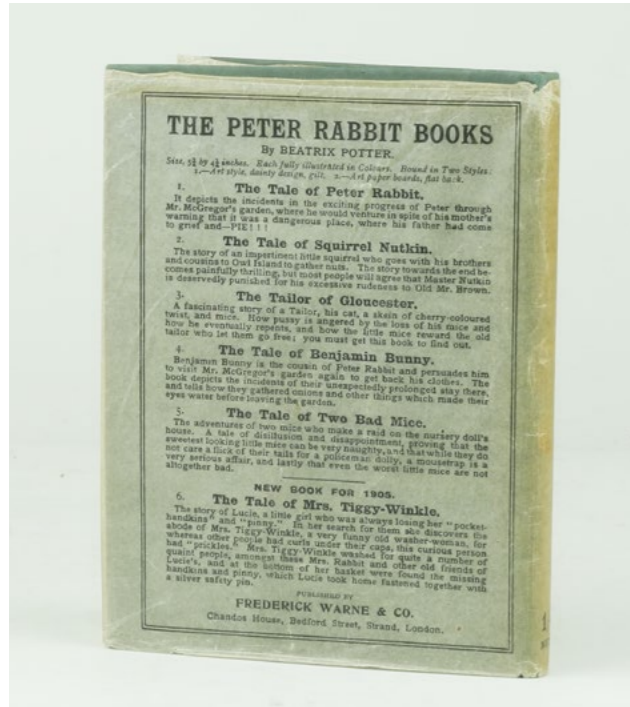 THE PETER RABBIT BOOKS
By BEATRIX POTTER.
Size, 5½ by 4¼ inches. Each fully illustrated in Colours. Bound in Two Styles:
1.—Art style, dainty design, gilt. 2.—Art paper boards, flat back.
1. The Tale of Peter Rabbit.
It depicts the incidents in the exciting progress of Peter through
Mr. McGregor's garden, where he would venture in spite of his mother's
warning that it was a dangerous place, where his father had come
to grief and—PIE!!!
2. The Tale of Squirrel Nutkin.
The story of an impertinent little squirrel who goes with his brothers
and cousins to Owl Island to gather nuts. The story towards the end be-
comes painfully thrilling, but most people will agree that Master Nutkin
is deservedly punished for his excessive rudeness to Old Mr. Brown.
3. The Tailor of Gloucester.
A fascinating story of a Tailor, his cat, a skein of cherry-coloured
twist, and mice. How pussy is angered by the loss of his mice and
how he eventually repents, and how the little mice reward the old
tailor who let them go free; you must get this book to find out.
4. The Tale of Benjamin Bunny.
Benjamin Bunny is the cousin of Peter Rabbit and persuades him
to visit Mr. McGregor's garden again to get back his clothes. The
book depicts the incidents of their unexpectedly prolonged stay there,
and tells how they gathered onions and other things which made their
eyes water before leaving the garden.
5. The Tale of Two Bad Mice.
The adventures of two mice who make a raid on the nursery doll's
house. A tale of disillusion and disappointment, proving that the
sweetest looking little mice can be very naughty, and that while they do
not care a flick of their tails for a policeman dolly, a mousetrap is a
very serious affair, and lastly that even the worst little mice are not
altogether bad.
NEW BOOK FOR 1905.
6. The Tale of Mrs. Tiggy-Winkle.
The story of Lucie, a little girl who was always losing her "pocket-
handkins" and "pinny." In her search for them she discovers the
abode of Mrs. Tiggy-Winkle, a very funny old washer-woman, for
whereas other people had curls under their caps, this curious person
had "prickles." Mrs. Tiggy-Winkle washed for quite a number of
quaint people, amongst these Mrs. Rabbit and other old friends of
Lucie's, and at the bottom of her basket were found the missing
handkins and pinny, which Lucie took home fastened together with
a silver safety pin.
PUBLISHED BY
FREDERICK WARNE & CO.
Chandos House, Bedford Street, Strand, London.